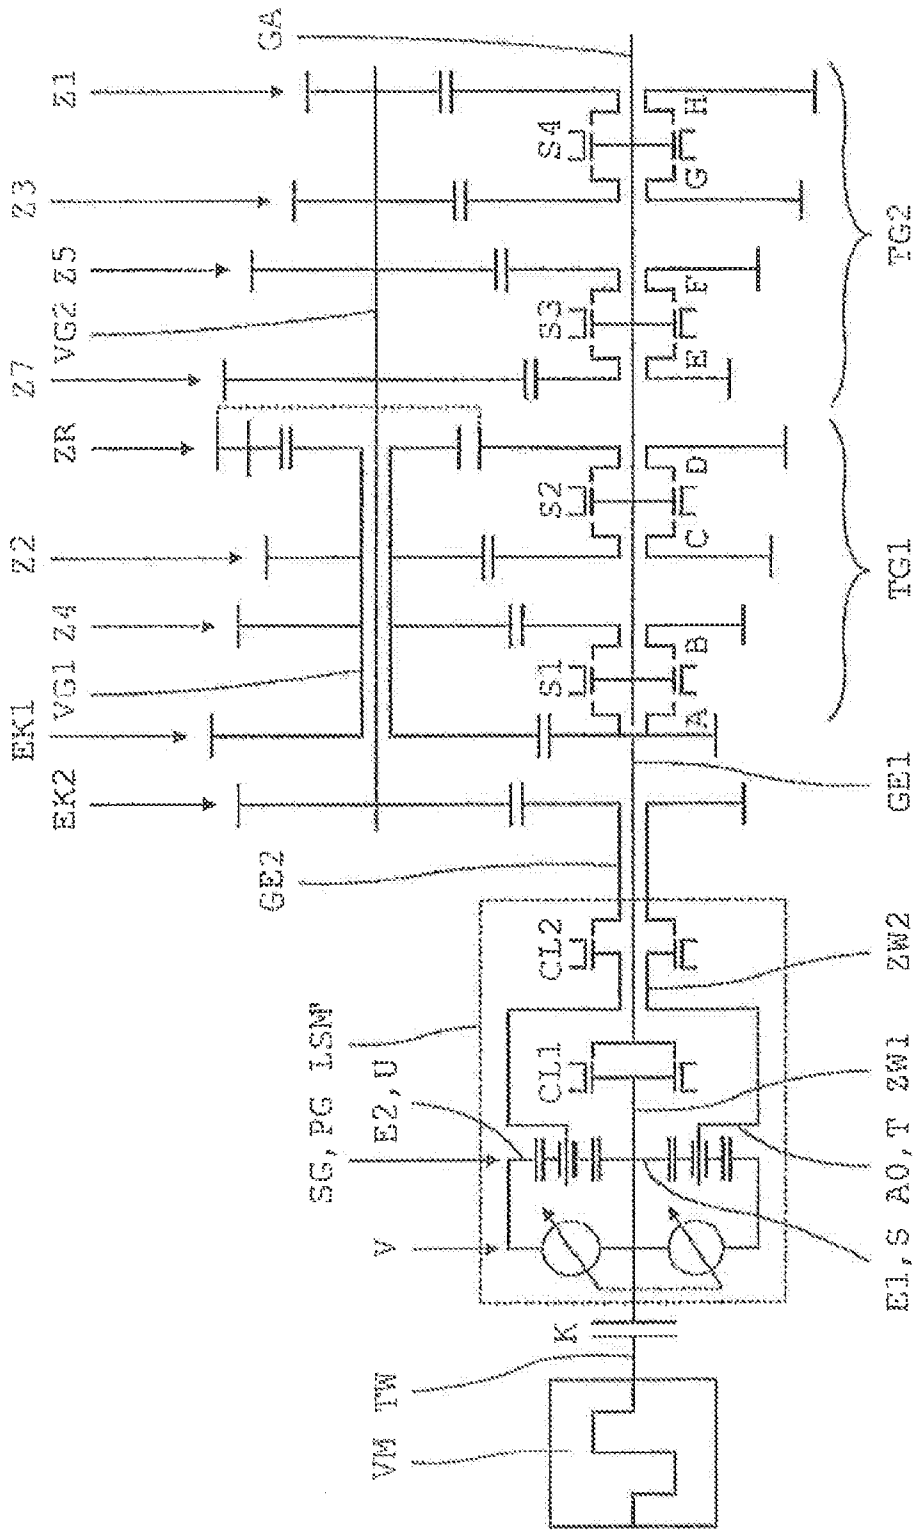 EK2 EK1 VG1 Z4 Z2 ZR Z7 VG2 Z5 Z3 Z1
VM TW V SG, PG LSM' E2, U GE2 GA
K CL1 CL2 S1 S2 S3 S4
A B C D E F G H
E1, S AO, T ZW1 ZW2 GE1 TG1 TG2